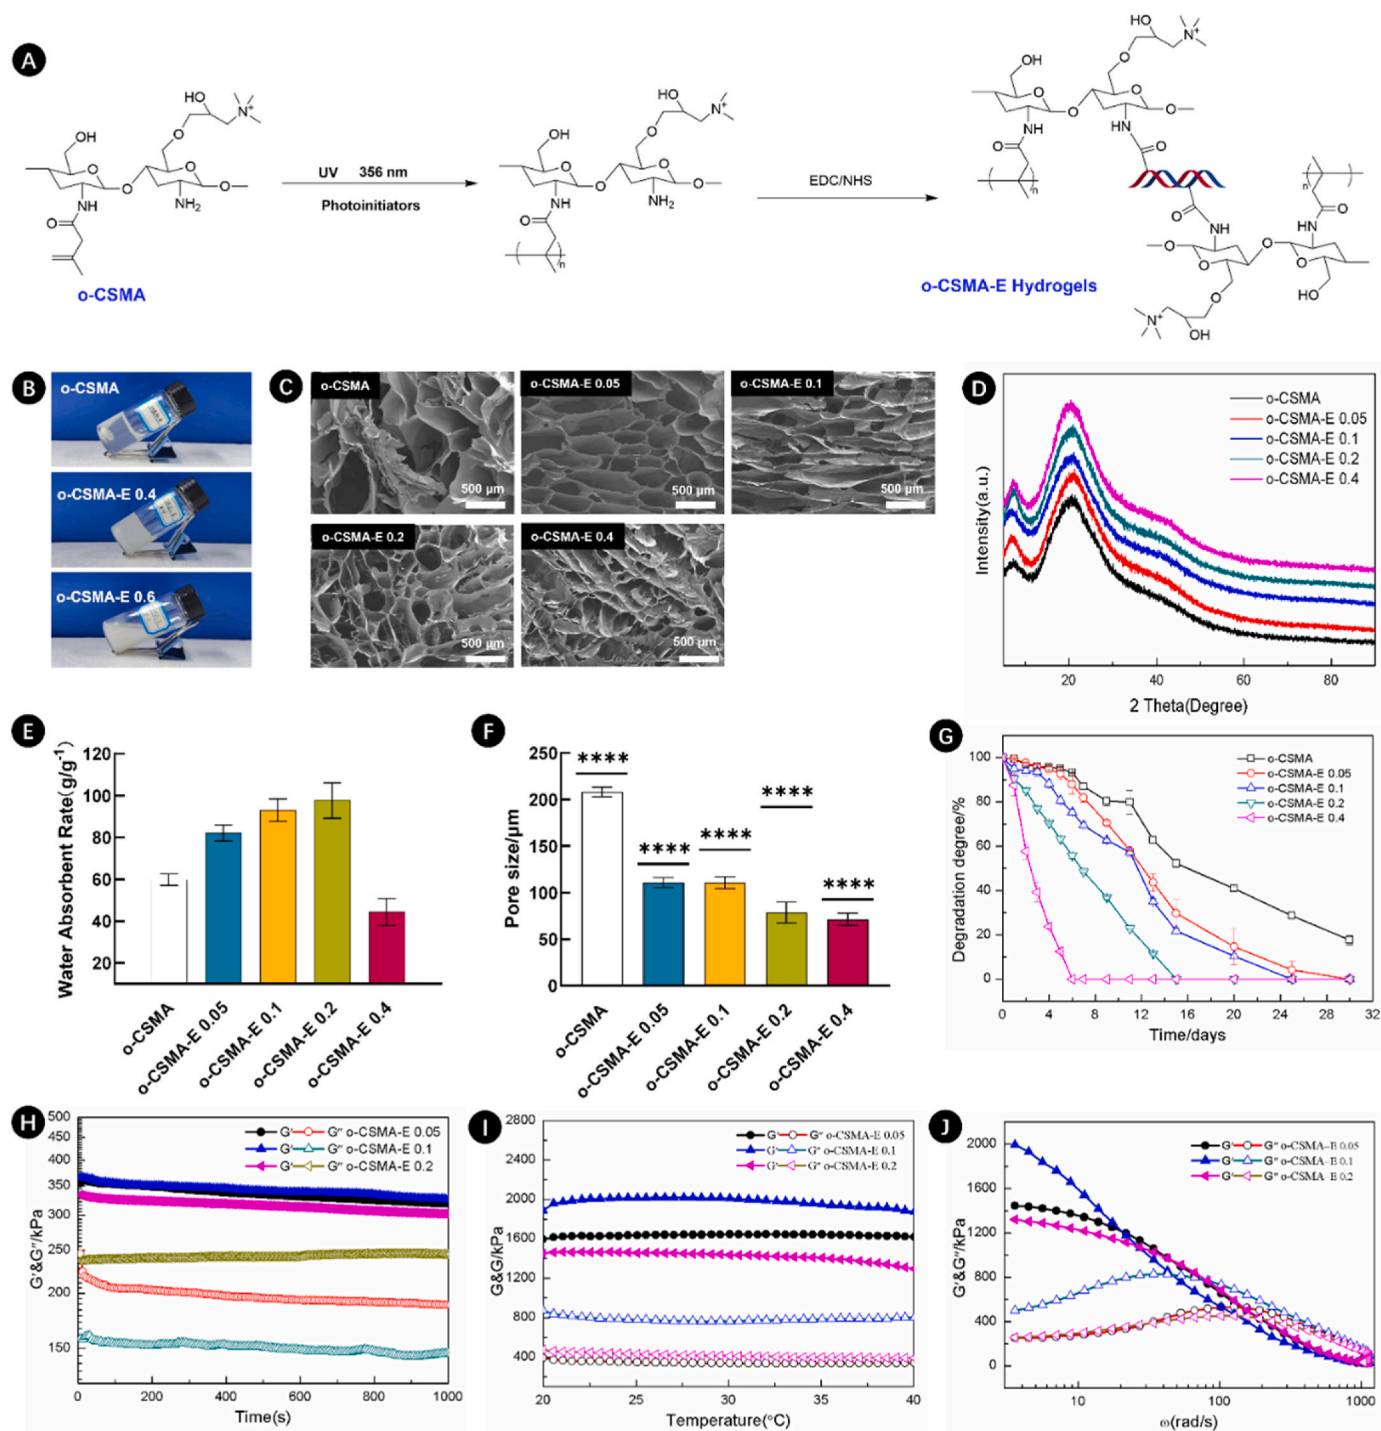 A
HO
N+
OH
O
O
O
O
O
NH
NH2
O
o-CSMA
UV 356 nm
Photoinitiators
HO
N+
OH
O
O
O
O
O
NH
NH2
O
n
EDC/NHS
OH
N+
OH
O
O
O
O
O
NH
HN
O
O
n
n
O
O
NH
HN
O
O
O
O
O
HO
N+
OH
o-CSMA-E Hydrogels
B
o-CSMA
o-CSMA-E 0.4
o-CSMA-E 0.6
C
o-CSMA
500 μm
o-CSMA-E 0.05
500 μm
o-CSMA-E 0.1
500 μm
o-CSMA-E 0.2
500 μm
o-CSMA-E 0.4
500 μm
D
o-CSMA
o-CSMA-E 0.05
o-CSMA-E 0.1
o-CSMA-E 0.2
o-CSMA-E 0.4
Intensity(a.u.)
20 40 60 80
2 Theta(Degree)
E
Water Absorbent Rate(g/g-1)
120
100
80
60
40
20
o-CSMA
o-CSMA-E 0.05
o-CSMA-E 0.1
o-CSMA-E 0.2
o-CSMA-E 0.4
F
Pore size/μm
250
200
150
100
50
0
****
****
****
****
****
o-CSMA
o-CSMA-E 0.05
o-CSMA-E 0.1
o-CSMA-E 0.2
o-CSMA-E 0.4
G
Degradation degree/%
100
80
60
40
20
0
o-CSMA
o-CSMA-E 0.05
o-CSMA-E 0.1
o-CSMA-E 0.2
o-CSMA-E 0.4
0 4 8 12 16 20 24 28 32
Time/days
H
G'&G''/kPa
500
450
400
350
300
250
200
150
G' G'' o-CSMA-E 0.05
G' G'' o-CSMA-E 0.1
G' G'' o-CSMA-E 0.2
0 200 400 600 800 1000
Time(s)
I
G&G/kPa
2800
2400
2000
1600
1200
800
400
G' G'' o-CSMA-E 0.05
G' G'' o-CSMA-E 0.1
G' G'' o-CSMA-E 0.2
20 25 30 35 40
Temperature(°C)
J
G'&G''/kPa
2000
1600
1200
800
400
0
G' G'' o-CSMA-E 0.05
G' G'' o-CSMA-E 0.1
G' G'' o-CSMA-E 0.2
10 100 1000
ω(rad/s)